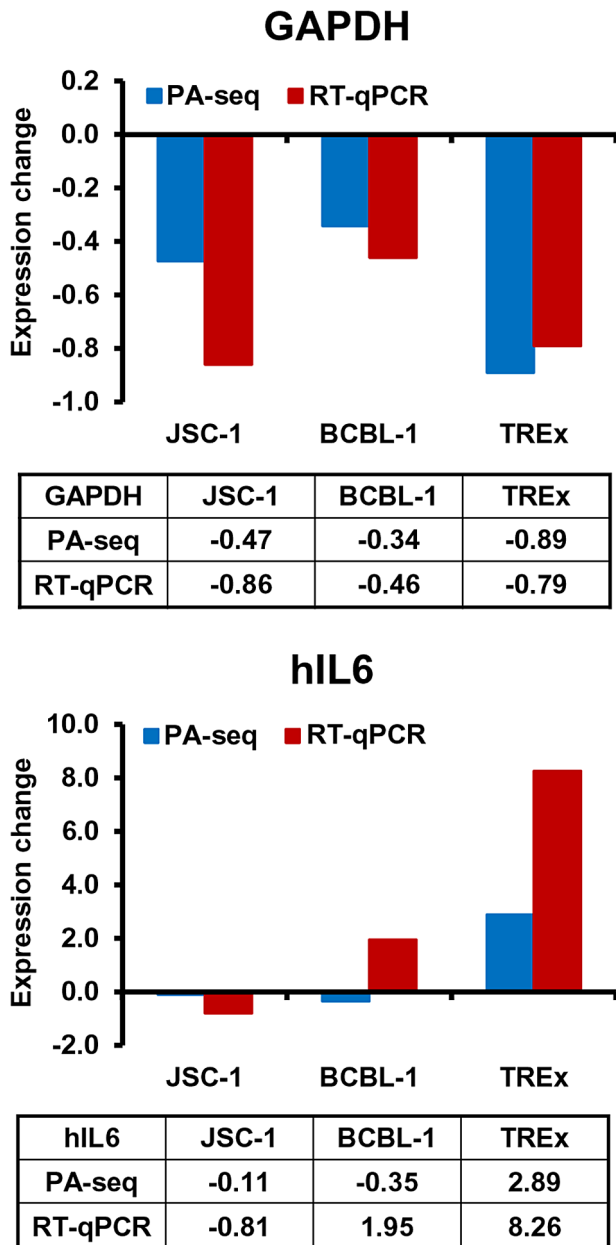 GAPDH
PA-seq RT-qPCR
Expression change
0.2
0.0
-0.2
-0.4
-0.6
-0.8
-1.0
JSC-1 BCBL-1 TREx
GAPDH JSC-1 BCBL-1 TREx
PA-seq -0.47 -0.34 -0.89
RT-qPCR -0.86 -0.46 -0.79
hIL6
PA-seq RT-qPCR
Expression change
10.0
8.0
6.0
4.0
2.0
0.0
-2.0
JSC-1 BCBL-1 TREx
hIL6 JSC-1 BCBL-1 TREx
PA-seq -0.11 -0.35 2.89
RT-qPCR -0.81 1.95 8.26